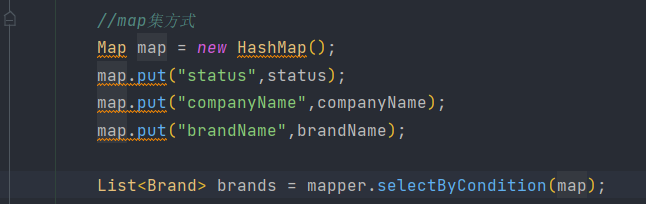 //map集方式
Map map = new HashMap();
map.put("status",status);
map.put("companyName",companyName);
map.put("brandName",brandName);
List<Brand> brands = mapper.selectByCondition(map);